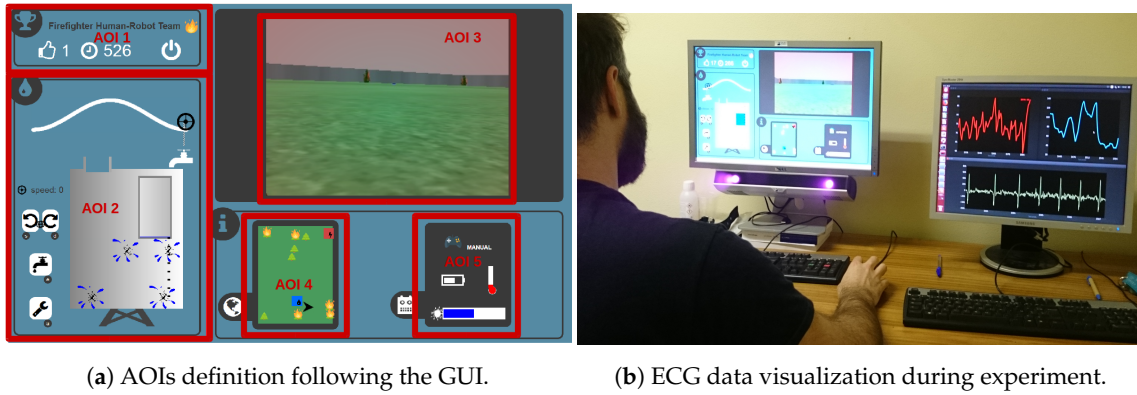 Firefighter Human-Robot Team
AOI 1
1 526
AOI 3
speed: 0
AOI 2
AOI 4
MANUAL
AOI 5
(a) AOIs definition following the GUI.
(b) ECG data visualization during experiment.